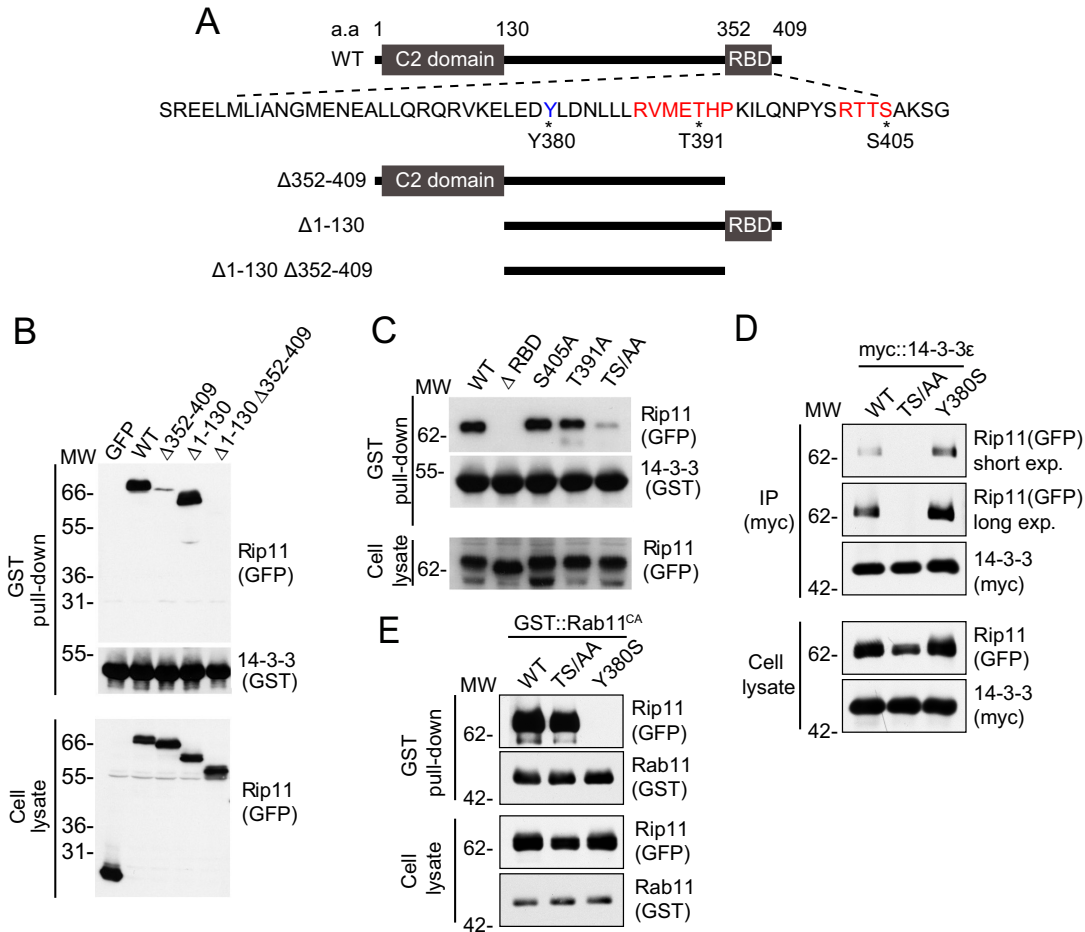 A
a.a 1 130 352 409
WT C2 domain RBD
SREELMLIANGMENEALLQRQRVKELEDYLDNLLLRVMETHPKILQNPYSRTTSAKSG
* * *
Y380 T391 S405
Δ352-409 C2 domain
Δ1-130 RBD
Δ1-130 Δ352-409
B
MW GFP WT Δ352-409 Δ1-130 Δ1-130 Δ352-409
GST pull-down
66-
55-
36-
31-
Rip11 (GFP)
55-
14-3-3 (GST)
Cell lysate
66-
55-
36-
31-
Rip11 (GFP)
C
MW WT Δ RBD S405A T391A TS/AA
GST pull-down
62-
Rip11 (GFP)
55-
14-3-3 (GST)
Cell lysate
62-
Rip11 (GFP)
D
myc::14-3-3ε
MW WT TS/AA Y380S
IP (myc)
62-
Rip11(GFP) short exp.
62-
Rip11(GFP) long exp.
42-
14-3-3 (myc)
Cell lysate
62-
Rip11 (GFP)
42-
14-3-3 (myc)
E
GST::Rab11CA
MW WT TS/AA Y380S
GST pull-down
62-
Rip11 (GFP)
42-
Rab11 (GST)
Cell lysate
62-
Rip11 (GFP)
42-
Rab11 (GST)